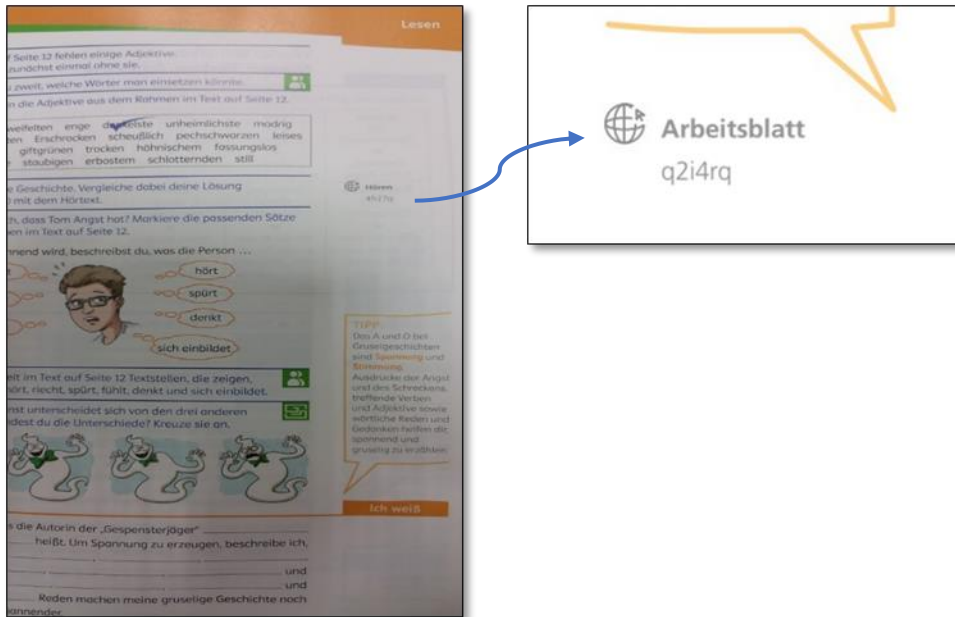 Lesen
f Seite 12 fehlen einige Adjektive.
zunächst einmal ohne sie.
u zweit, welche Wörter man einsetzen könnte.
n die Adjektive aus dem Rahmen im Text auf Seite 12.
weifelten enge dunkelste unheimlichste modrig
en Erschrocken scheußlich pechschwarzen leises
giftgrünen trocken höhnischem fassungslos
staubigen erbostem schlotternden still
e Geschichte. Vergleiche dabei deine Lösung
mit dem Hörtext.
Hören
ch, dass Tom Angst hat? Markiere die passenden Sätze
en im Text auf Seite 12.
nnend wird, beschreibst du, was die Person …
hört
spürt
denkt
sich einbildet
TIPP
Das A und O bei
Gruselgeschichten
sind Spannung und
Stimmung.
Ausdrücke der Angst
und des Schreckens,
treffende Verben
und Adjektive sowie
wörtliche Reden und
Gedanken helfen dir,
spannend und
gruselig zu erzählen.
eit im Text auf Seite 12 Textstellen, die zeigen,
hört, riecht, spürt, fühlt, denkt und sich einbildet.
nst unterscheidet sich von den drei anderen
ndest du die Unterschiede? Kreuze sie an.
Ich weiß
s die Autorin der „Gespensterjäger“
heißt. Um Spannung zu erzeugen, beschreibe ich,
und
und
Reden machen meine gruselige Geschichte noch
pannender.
Arbeitsblatt
q2i4rq